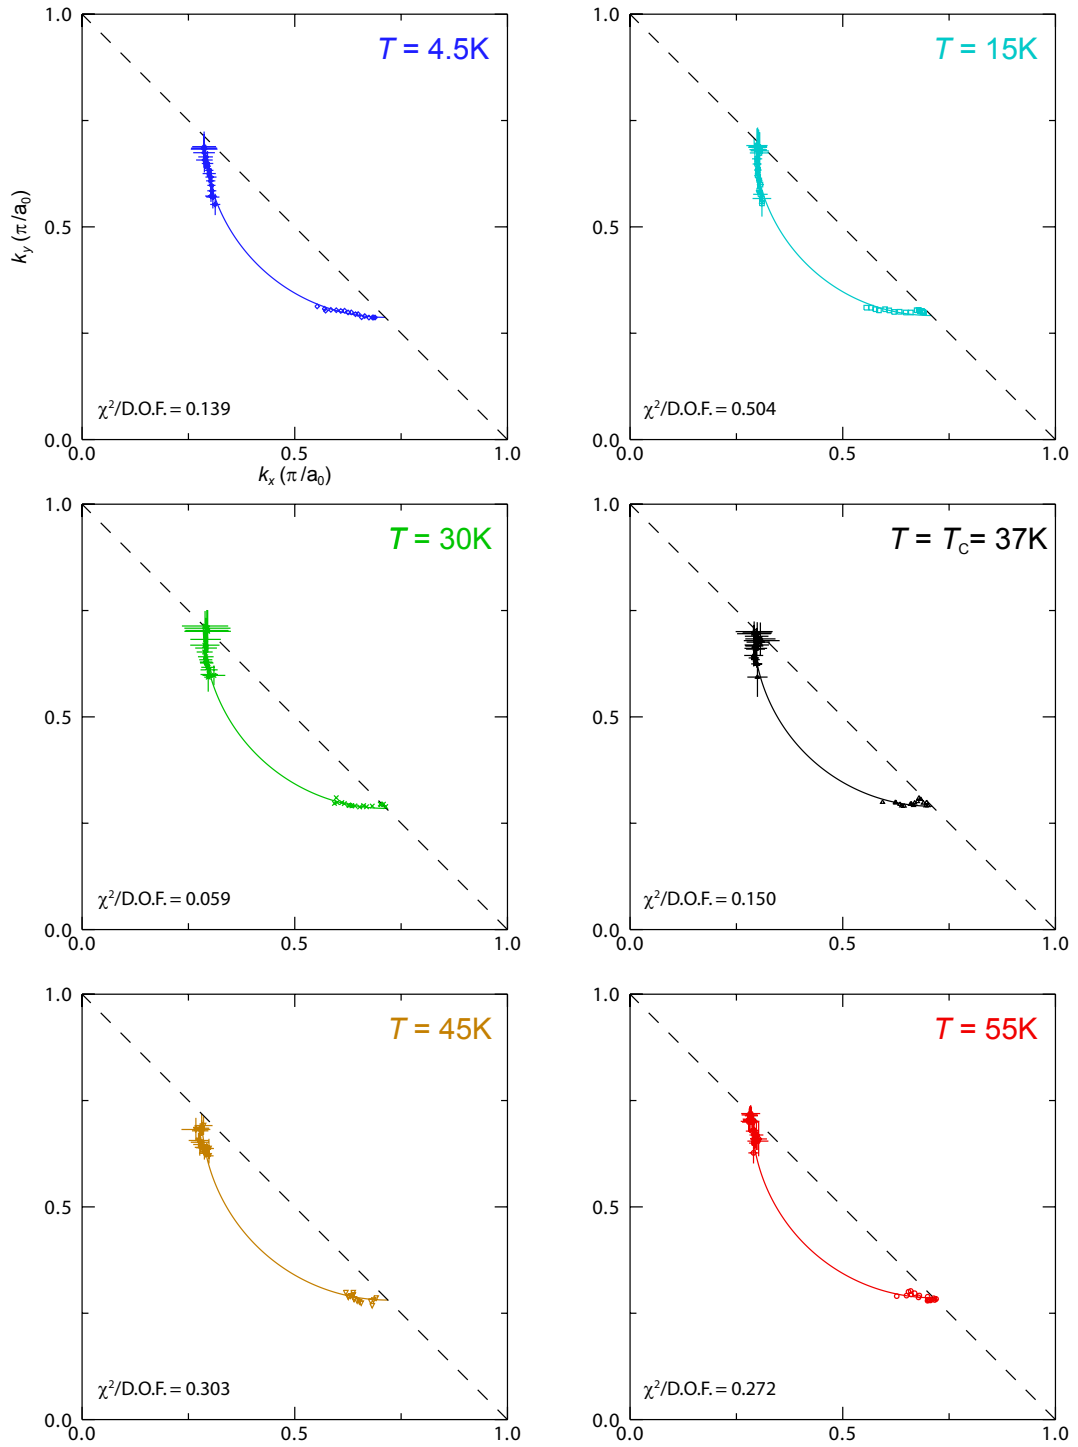 1.0
T = 4.5K
0.5
k_y (π/a₀)
χ²/D.O.F. = 0.139
0.0
0.0 0.5 1.0
k_x (π/a₀)
1.0
T = 15K
0.5
χ²/D.O.F. = 0.504
0.0
0.0 0.5 1.0
1.0
T = 30K
0.5
χ²/D.O.F. = 0.059
0.0
0.0 0.5 1.0
1.0
T = T_C = 37K
0.5
χ²/D.O.F. = 0.150
0.0
0.0 0.5 1.0
1.0
T = 45K
0.5
χ²/D.O.F. = 0.303
0.0
0.0 0.5 1.0
1.0
T = 55K
0.5
χ²/D.O.F. = 0.272
0.0
0.0 0.5 1.0